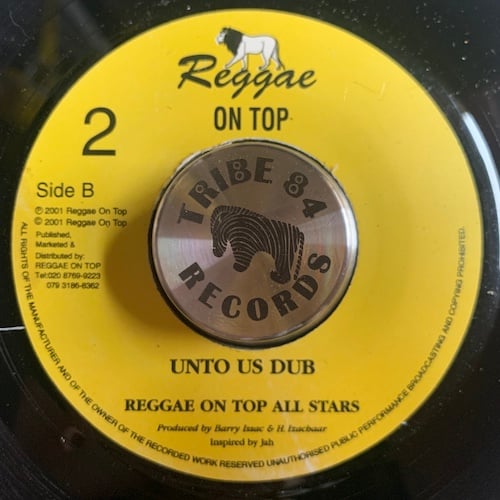 Reggae
ON TOP
2
Side B
℗ 2001 Reggae On Top
© 2001 Reggae On Top
Published,
Marketed &
Distributed by:
REGGAE ON TOP
Tel:020 8769-9223
079 3186-8362
TRIBE 84
RECORDS
UNTO US DUB
REGGAE ON TOP ALL STARS
Produced by Barry Issac & H. Izachaar
Inspired by Jah
ALL RIGHTS OF THE MANUFACTURER AND OF THE OWNER OF THE RECORDED WORK RESERVED UNAUTHORISED PUBLIC PERFORMANCE BROADCASTING AND COPYING PROHIBITED.